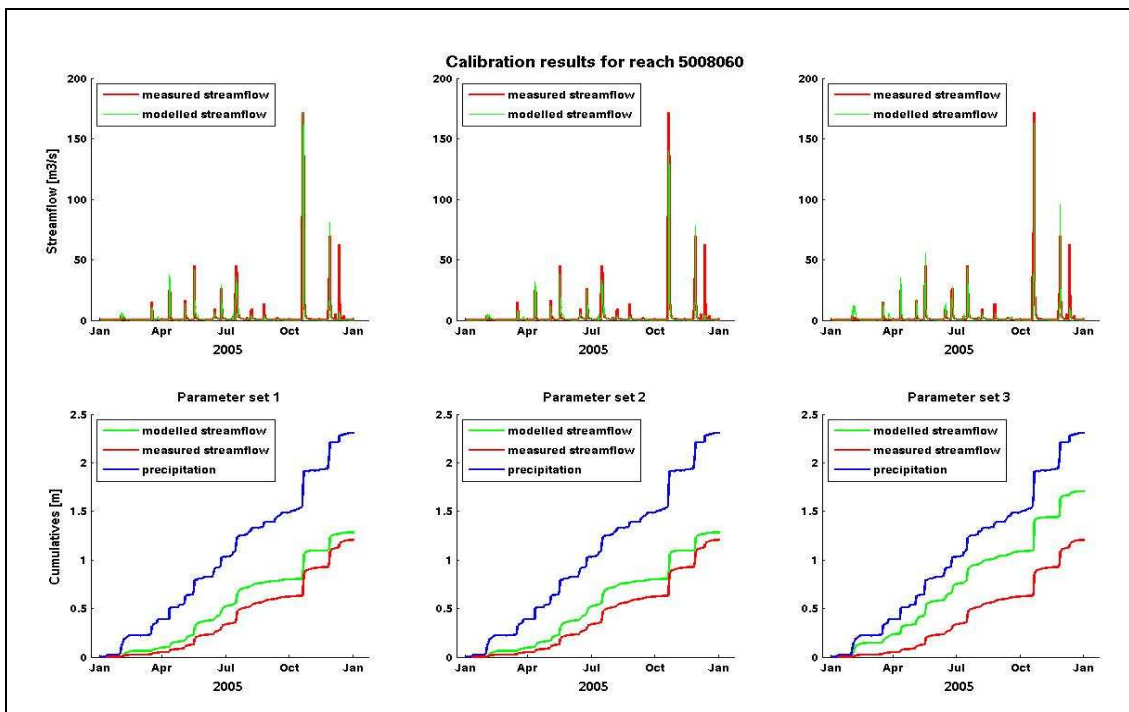 Calibration results for reach 5008060
200
150
100
50
0
Streamflow [m3/s]
measured streamflow
modelled streamflow
Jan Apr Jul Oct Jan
2005
200
150
100
50
0
measured streamflow
modelled streamflow
Jan Apr Jul Oct Jan
2005
200
150
100
50
0
measured streamflow
modelled streamflow
Jan Apr Jul Oct Jan
2005
Parameter set 1
2.5
2
1.5
1
0.5
0
Cumulatives [m]
modelled streamflow
measured streamflow
precipitation
Jan Apr Jul Oct Jan
2005
Parameter set 2
2.5
2
1.5
1
0.5
0
modelled streamflow
measured streamflow
precipitation
Jan Apr Jul Oct Jan
2005
Parameter set 3
2.5
2
1.5
1
0.5
0
modelled streamflow
measured streamflow
precipitation
Jan Apr Jul Oct Jan
2005